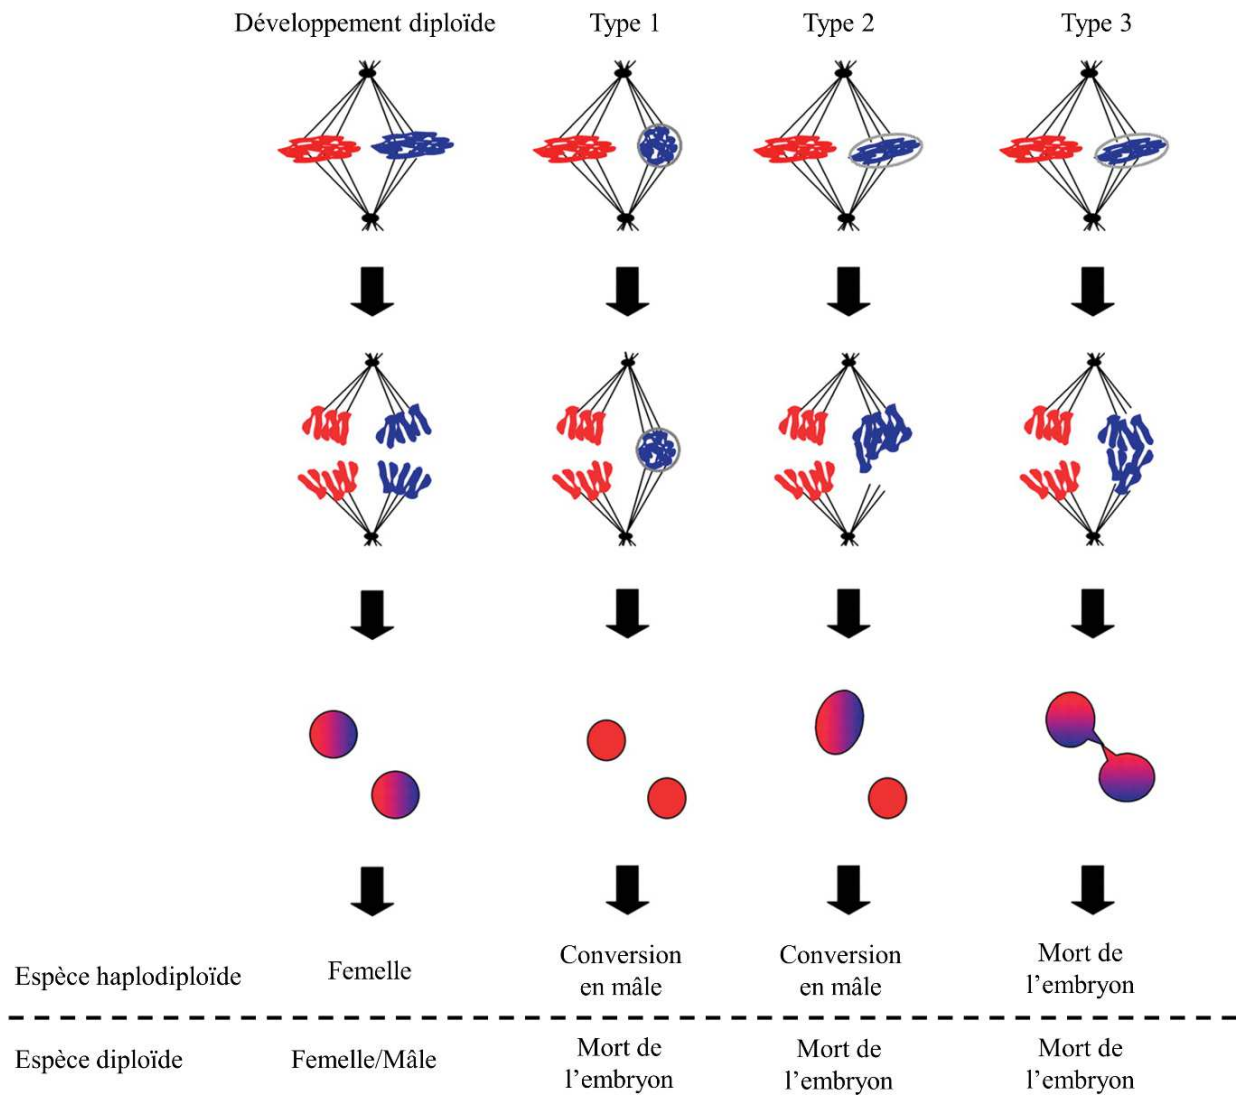 Développement diploïde Type 1 Type 2 Type 3
Espèce haplodiploïde
Femelle
Conversion
en mâle
Conversion
en mâle
Mort de
l'embryon
Espèce diploïde
Femelle/Mâle
Mort de
l'embryon
Mort de
l'embryon
Mort de
l'embryon